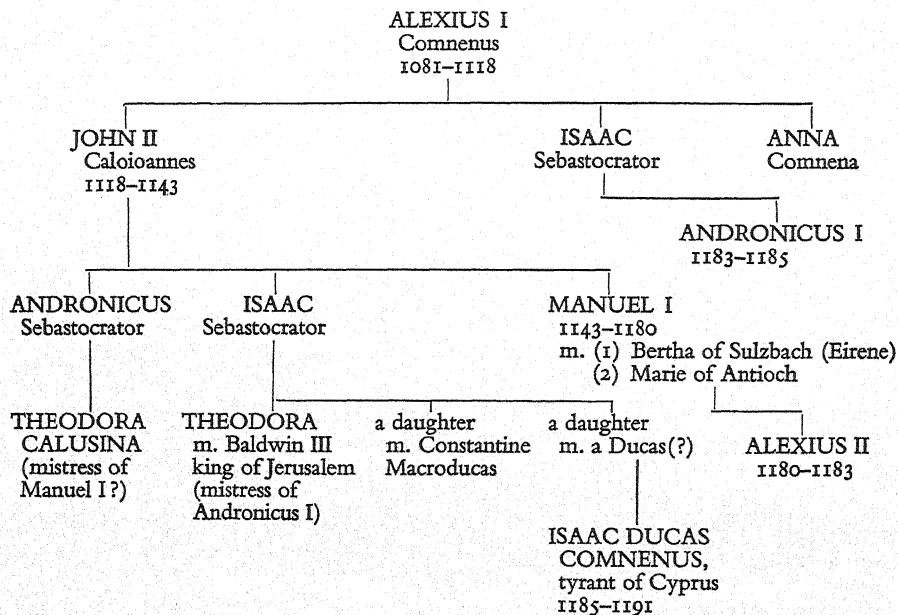 ALEXIUS I
Comnenus
1081–1118
JOHN II
Caloioannes
1118–1143
ISAAC
Sebastocrator
ANNA
Comnena
ANDRONICUS I
1183–1185
ANDRONICUS
Sebastocrator
ISAAC
Sebastocrator
MANUEL I
1143–1180
m. (1) Bertha of Sulzbach (Eirene)
(2) Marie of Antioch
THEODORA
CALUSINA
(mistress of
Manuel I?)
THEODORA
m. Baldwin III
king of Jerusalem
(mistress of
Andronicus I)
a daughter
m. Constantine
Macroducas
a daughter
m. a Ducas(?)
ALEXIUS II
1180–1183
ISAAC DUCAS
COMNENUS,
tyrant of Cyprus
1185–1191